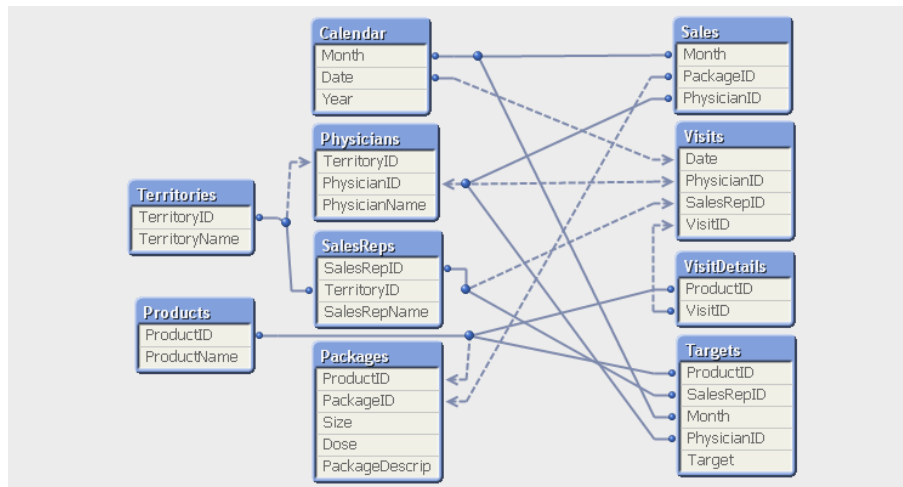 Calendar
Month
Date
Year
Sales
Month
PackageID
PhysicianID
Physicians
TerritoryID
PhysicianID
PhysicianName
Visits
Date
PhysicianID
SalesRepID
VisitID
Territories
TerritoryID
TerritoryName
SalesReps
SalesRepID
TerritoryID
SalesRepName
VisitDetails
ProductID
VisitID
Products
ProductID
ProductName
Packages
ProductID
PackageID
Size
Dose
PackageDescrip
Targets
ProductID
SalesRepID
Month
PhysicianID
Target